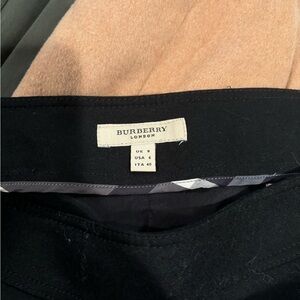 BURBERRY
LONDON
UK 8
USA 6
ITA 40